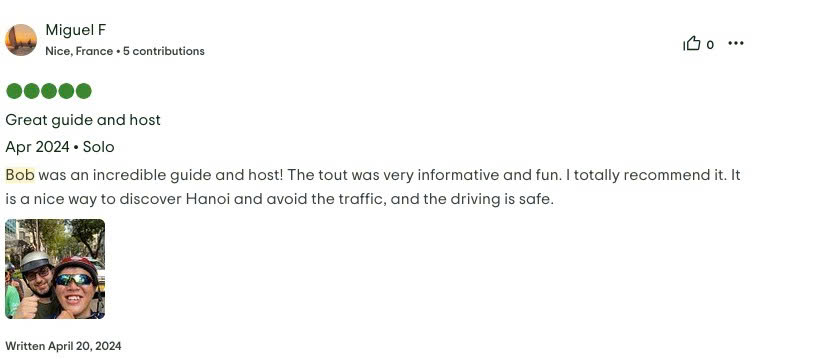 Miguel F
Nice, France • 5 contributions
0
Great guide and host
Apr 2024 • Solo
Bob was an incredible guide and host! The tout was very informative and fun. I totally recommend it. It
is a nice way to discover Hanoi and avoid the traffic, and the driving is safe.
Written April 20, 2024